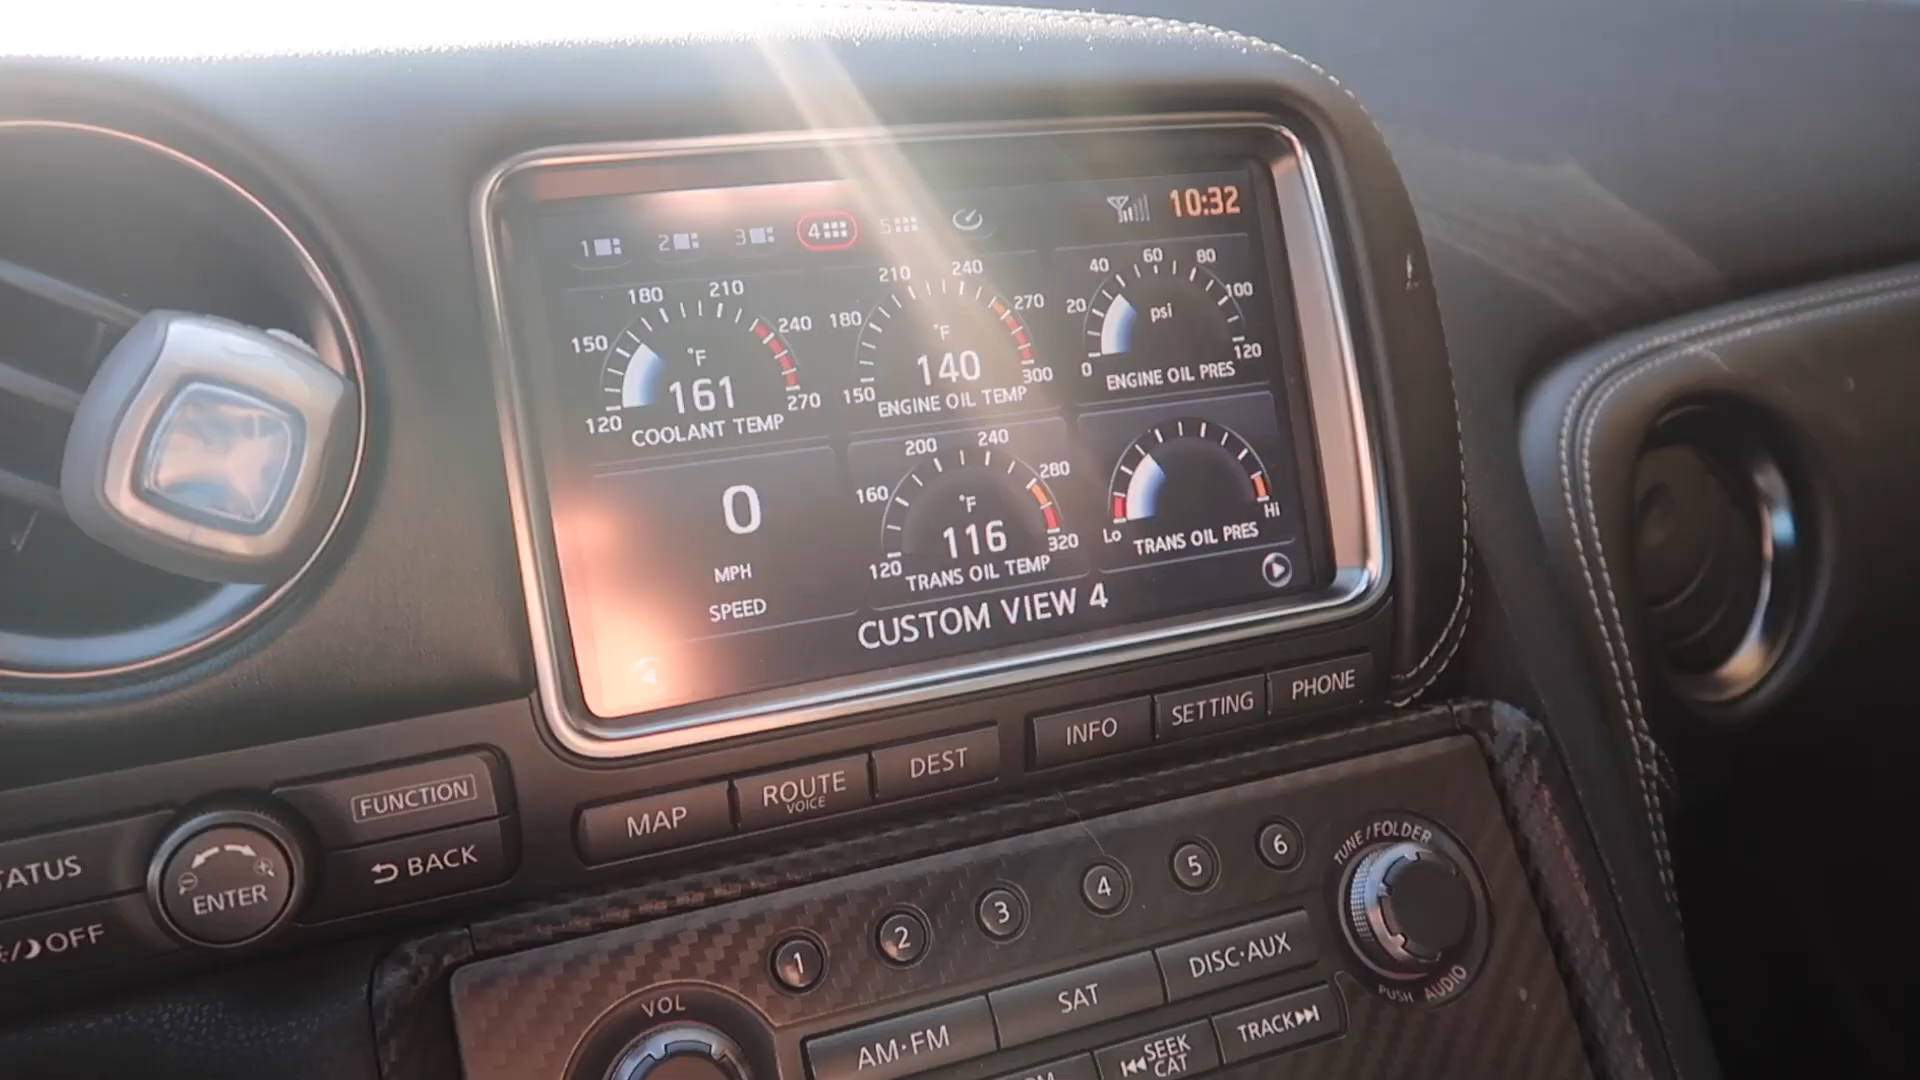 1 2 3 4 5 10:32
180 210
150 240
°F
161
120 270
COOLANT TEMP
210 240
180 270
°F
140
150 300
ENGINE OIL TEMP
40 60 80
20 100
psi
0 120
ENGINE OIL PRES
0
MPH
SPEED
200 240
160 280
°F
116
120 320
TRANS OIL TEMP
Lo Hi
TRANS OIL PRES
CUSTOM VIEW 4
MAP
ROUTE
VOICE
DEST
INFO
SETTING
PHONE
FUNCTION
BACK
ENTER
TATUS
OFF
1 2 3 4 5 6
TUNE/FOLDER
PUSH AUDIO
VOL
AM·FM
SAT
DISC·AUX
SEEK
CAT
TRACK